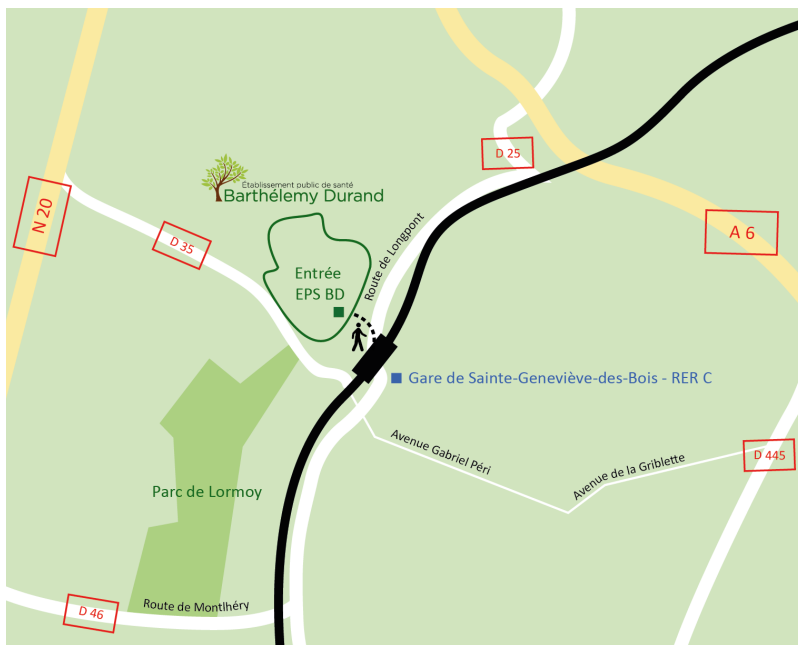 D 25
Établissement public de santé
Barthélemy Durand
N 20
A 6
D 35
Route de Longpont
Entrée
EPS BD
Gare de Sainte-Geneviève-des-Bois - RER C
Avenue Gabriel Péri
Avenue de la Griblette
D 445
Parc de Lormoy
Route de Montlhéry
D 46